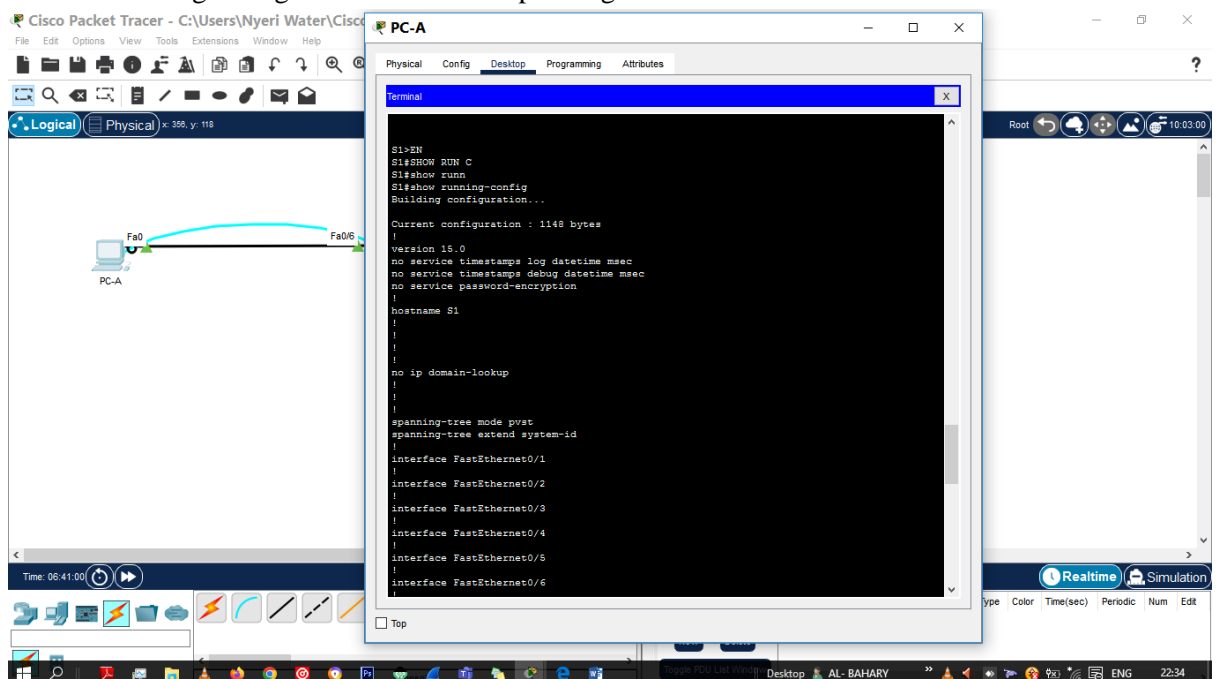 Cisco Packet Tracer - C:\Users\Nyeri Water\Cisc
File Edit Options View Tools Extensions Window Help
Logical Physical x: 356, y: 118
Root 10:03:00
Fa0 Fa0/6
PC-A
PC-A
Physical Config Desktop Programming Attributes
Terminal X
S1>EN
S1#SHOW RUN C
S1#show runn
S1#show running-config
Building configuration...
Current configuration : 1148 bytes
!
version 15.0
no service timestamps log datetime msec
no service timestamps debug datetime msec
no service password-encryption
!
hostname S1
!
!
!
!
no ip domain-lookup
!
!
!
spanning-tree mode pvst
spanning-tree extend system-id
!
interface FastEthernet0/1
!
interface FastEthernet0/2
!
interface FastEthernet0/3
!
interface FastEthernet0/4
!
interface FastEthernet0/5
!
interface FastEthernet0/6
!
Top
Time: 06:41:00
Realtime Simulation
Type Color Time(sec) Periodic Num Edit
Toggle PDU List Window
Desktop AL- BAHARY ENG 22:34